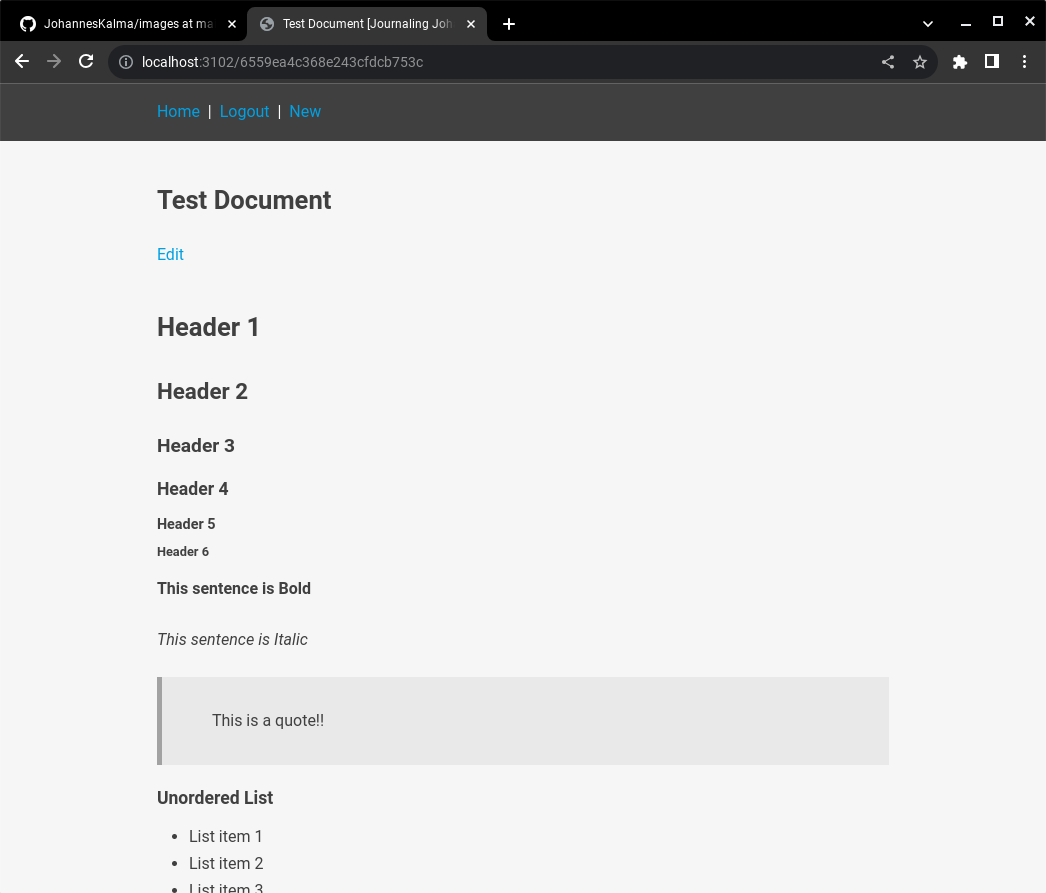 JohannesKalma/images at ma
Test Document [Journaling Joh
localhost:3102/6559ea4c368e243cfdcb753c
Home | Logout | New
Test Document
Edit
Header 1
Header 2
Header 3
Header 4
Header 5
Header 6
This sentence is Bold
This sentence is Italic
This is a quote!!
Unordered List
• List item 1
• List item 2
• List item 3